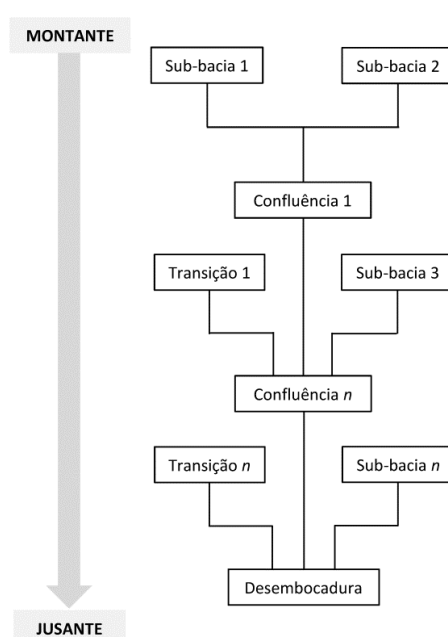 MONTANTE
Sub-bacia 1
Sub-bacia 2
Confluência 1
Transição 1
Sub-bacia 3
Confluência n
Transição n
Sub-bacia n
Desembocadura
JUSANTE